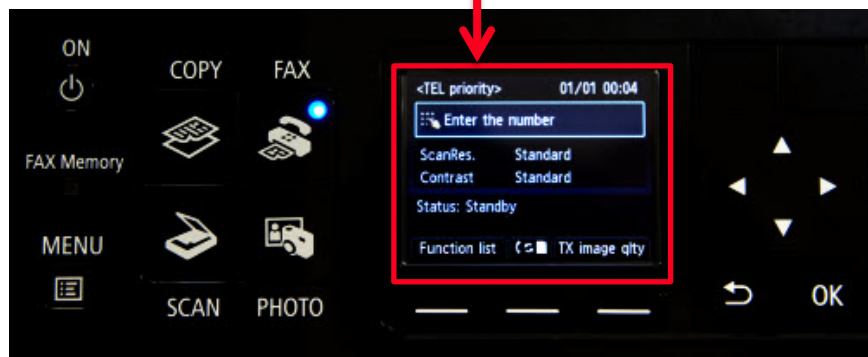 ON
COPY
FAX
FAX Memory
MENU
SCAN
PHOTO
<TEL priority> 01/01 00:04
Enter the number
ScanRes. Standard
Contrast Standard
Status: Standby
Function list TX image qlty
OK